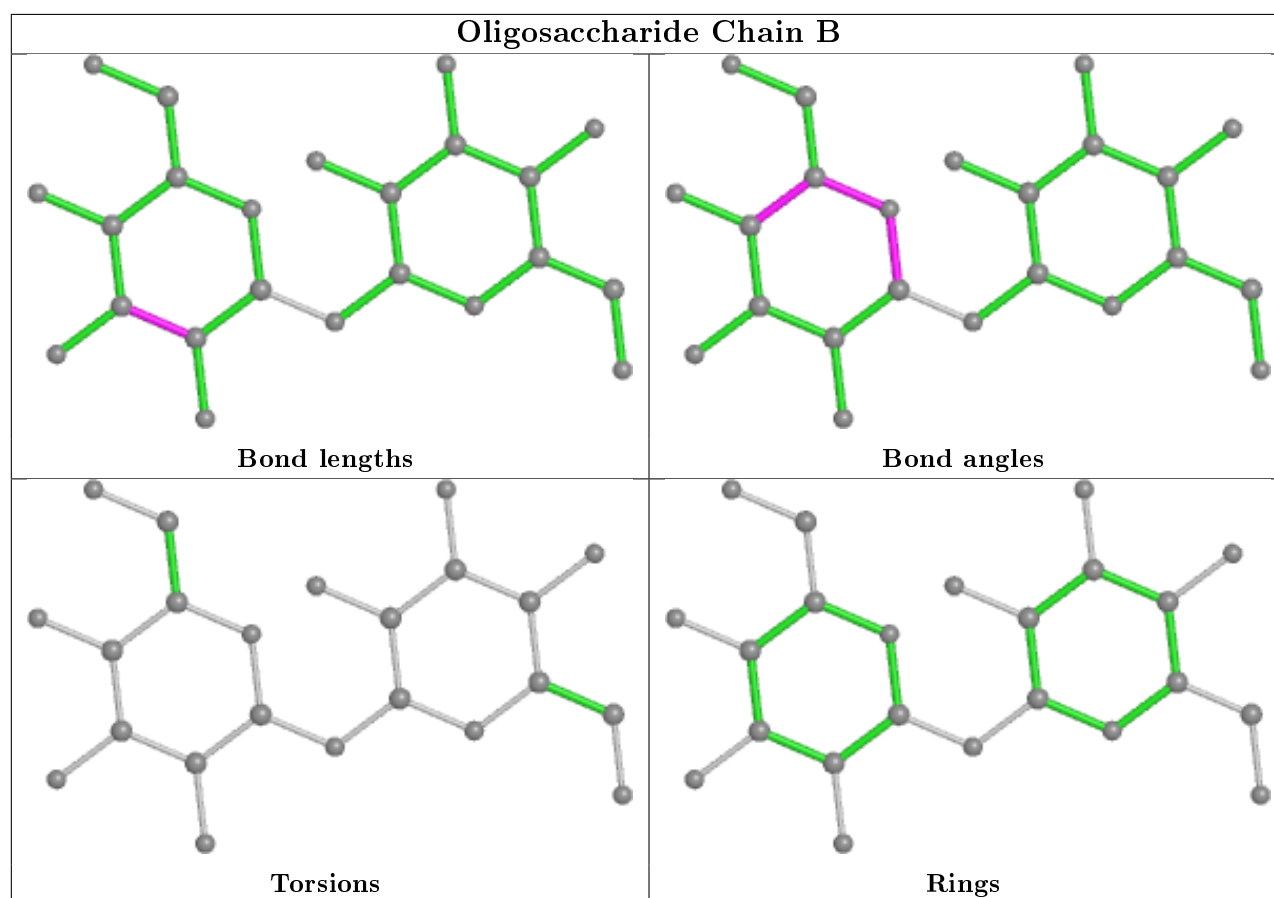 Oligosaccharide Chain B
Bond lengths
Bond angles
Torsions
Rings